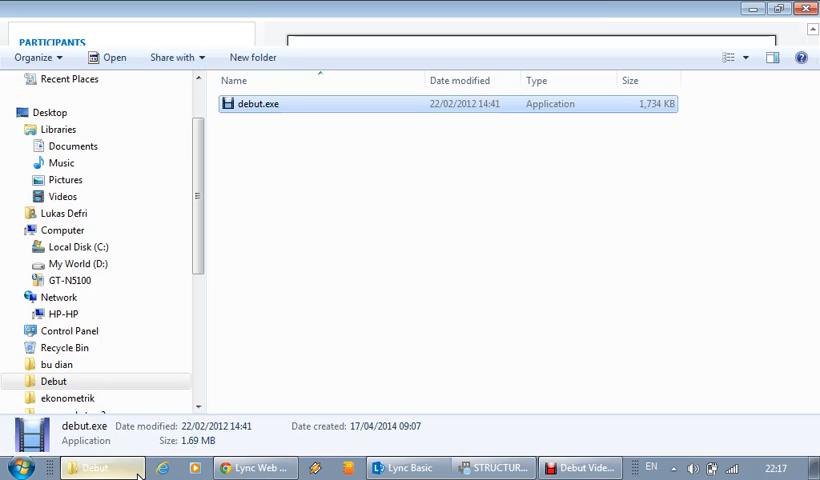 PARTICIPANTS
Organize Open Share with New folder
Name Date modified Type Size
debut.exe 22/02/2012 14:41 Application 1,734 KB
Recent Places
Desktop
Libraries
Documents
Music
Pictures
Videos
Lukas Defri
Computer
Local Disk (C:)
My World (D:)
GT-N5100
Network
HP-HP
Control Panel
Recycle Bin
bu dian
Debut
ekonometrik
debut.exe Date modified: 22/02/2012 14:41 Date created: 17/04/2014 09:07
Application Size: 1.69 MB
Debut Lync Web ... Lync Basic STRUCTUR... Debut Vide... EN 22:17